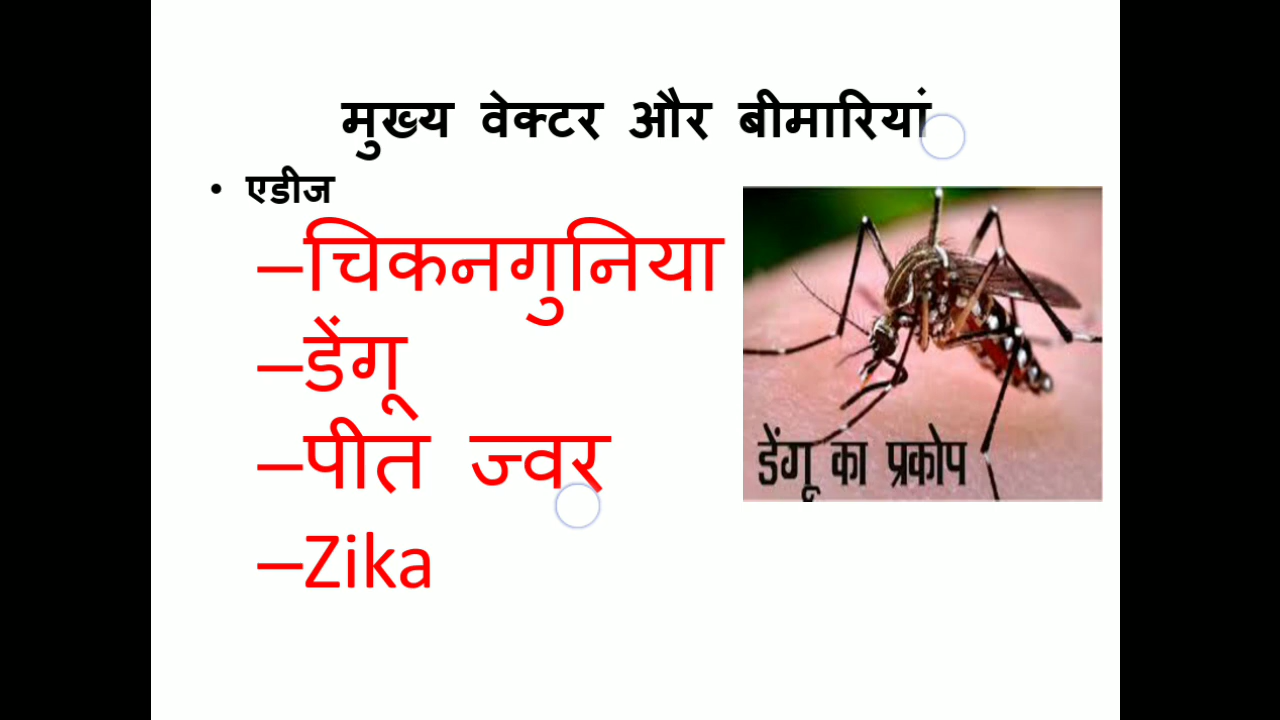 मुख्य वेक्टर और बीमारियां
• एडीज
–चिकनगुनिया
–डेंगू
–पीत ज्वर
–Zika
डेंगू का प्रकोप